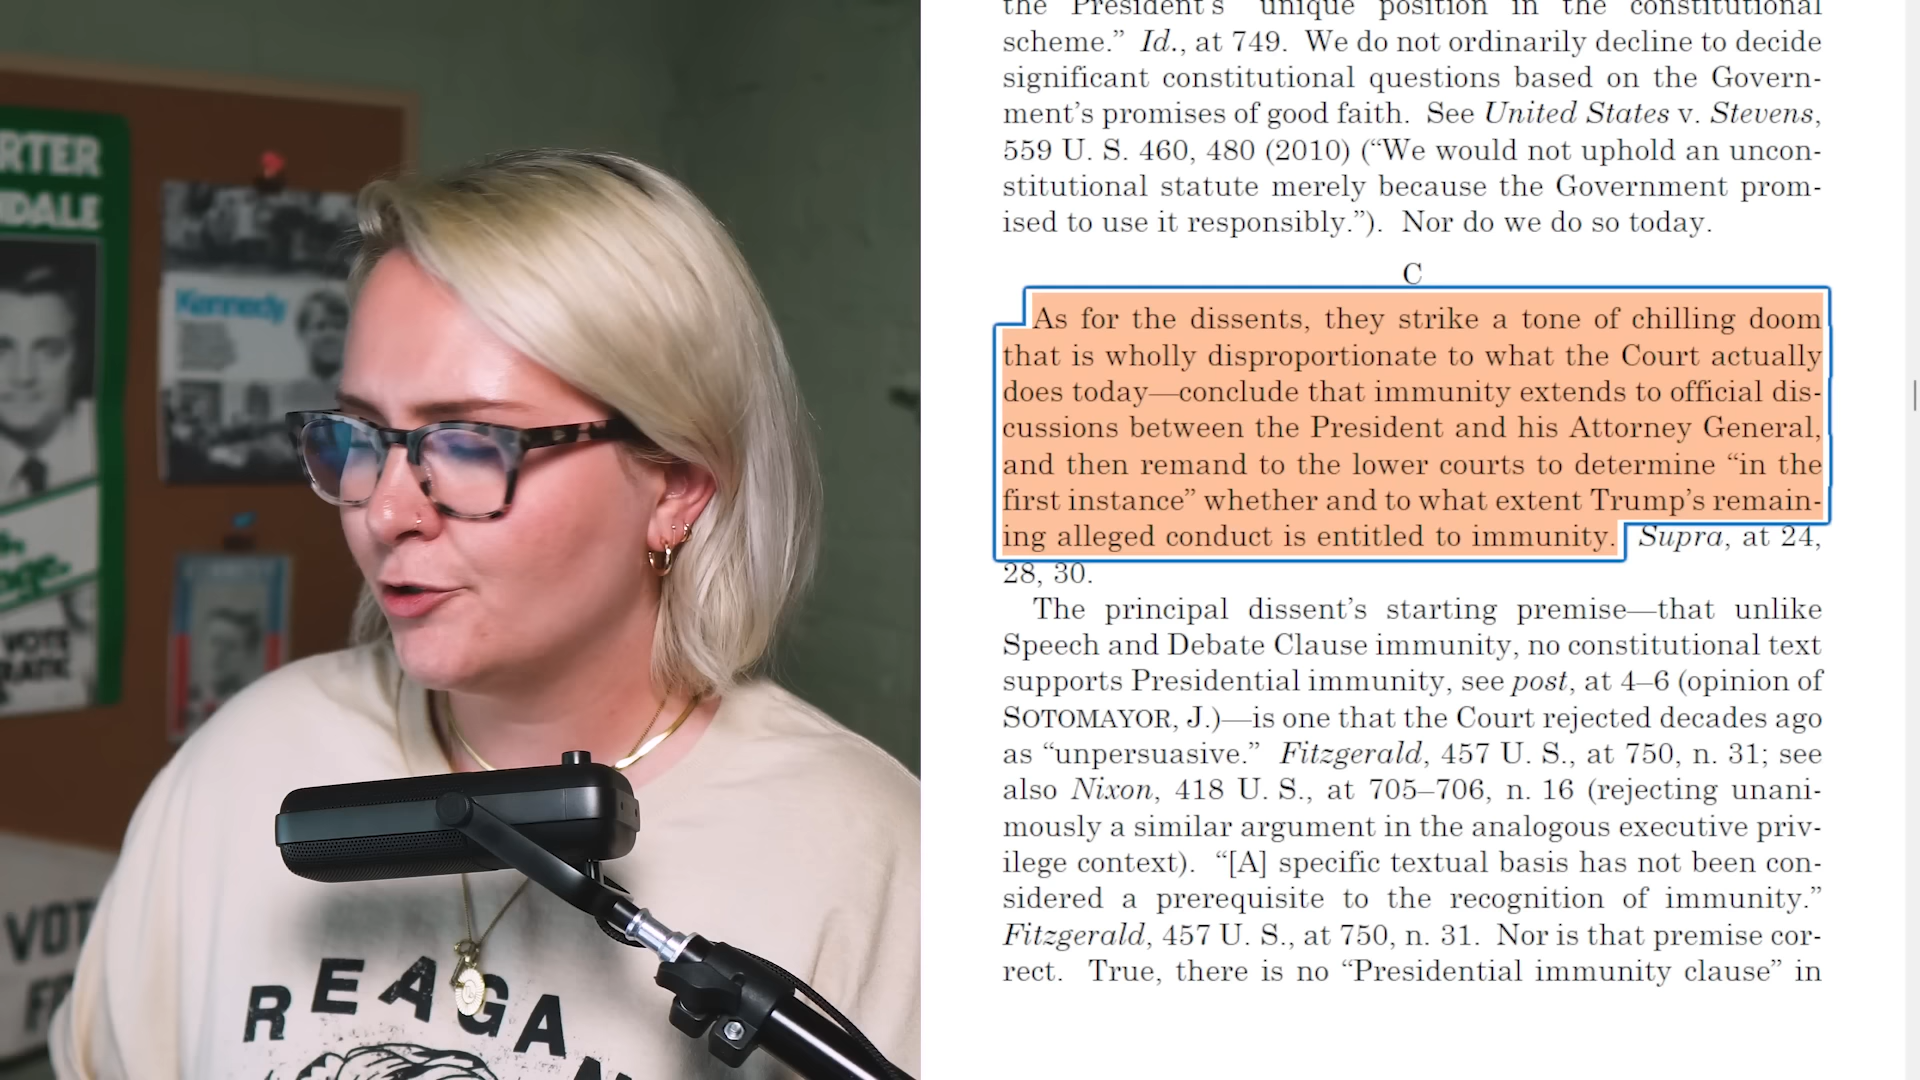 RTER
DALE
Kennedy
VOTE
VOT
REAGAN
the President's "unique position in the constitutional
scheme.” Id., at 749. We do not ordinarily decline to decide
significant constitutional questions based on the Govern-
ment’s promises of good faith. See United States v. Stevens,
559 U. S. 460, 480 (2010) (“We would not uphold an uncon-
stitutional statute merely because the Government prom-
ised to use it responsibly.”). Nor do we do so today.
C
As for the dissents, they strike a tone of chilling doom
that is wholly disproportionate to what the Court actually
does today—conclude that immunity extends to official dis-
cussions between the President and his Attorney General,
and then remand to the lower courts to determine “in the
first instance” whether and to what extent Trump’s remain-
ing alleged conduct is entitled to immunity. Supra, at 24,
28, 30.
The principal dissent’s starting premise—that unlike
Speech and Debate Clause immunity, no constitutional text
supports Presidential immunity, see post, at 4–6 (opinion of
SOTOMAYOR, J.)—is one that the Court rejected decades ago
as “unpersuasive.” Fitzgerald, 457 U. S., at 750, n. 31; see
also Nixon, 418 U. S., at 705–706, n. 16 (rejecting unani-
mously a similar argument in the analogous executive priv-
ilege context). “[A] specific textual basis has not been con-
sidered a prerequisite to the recognition of immunity.”
Fitzgerald, 457 U. S., at 750, n. 31. Nor is that premise cor-
rect. True, there is no “Presidential immunity clause” in